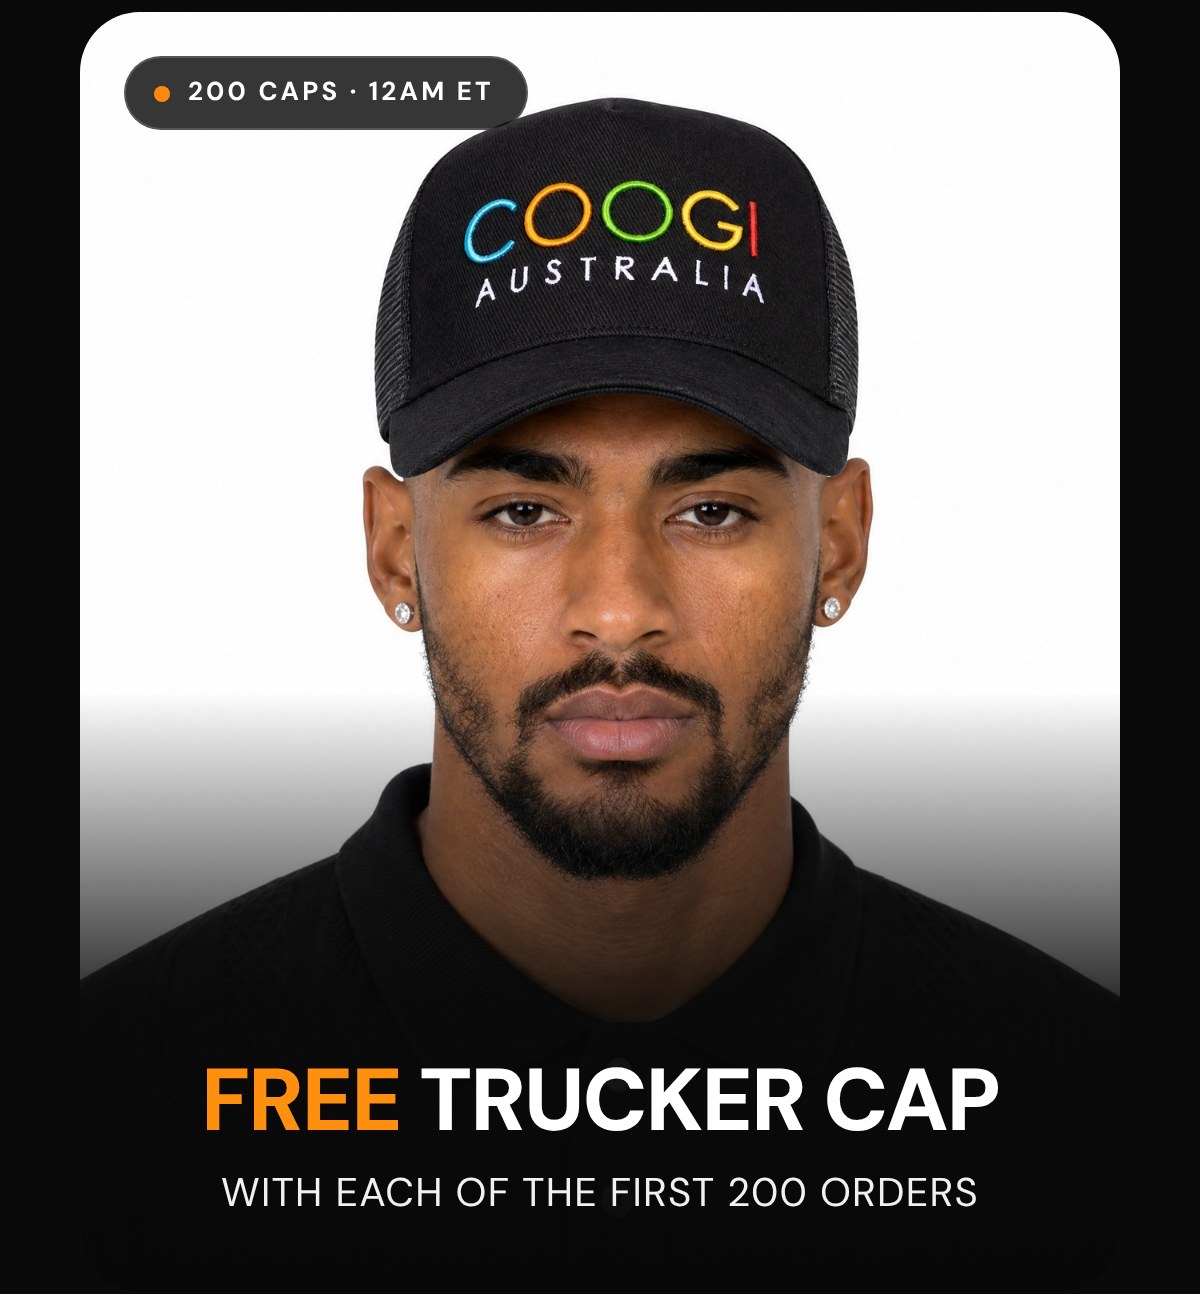 200 CAPS · 12AM ET
COOGI
AUSTRALIA
FREE TRUCKER CAP
WITH EACH OF THE FIRST 200 ORDERS